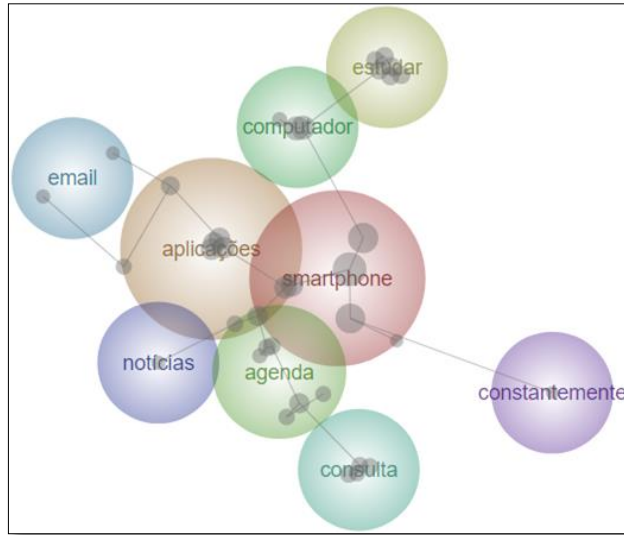 estudar
computador
email
aplicações
smartphone
notícias
agenda
constantemente
consulta